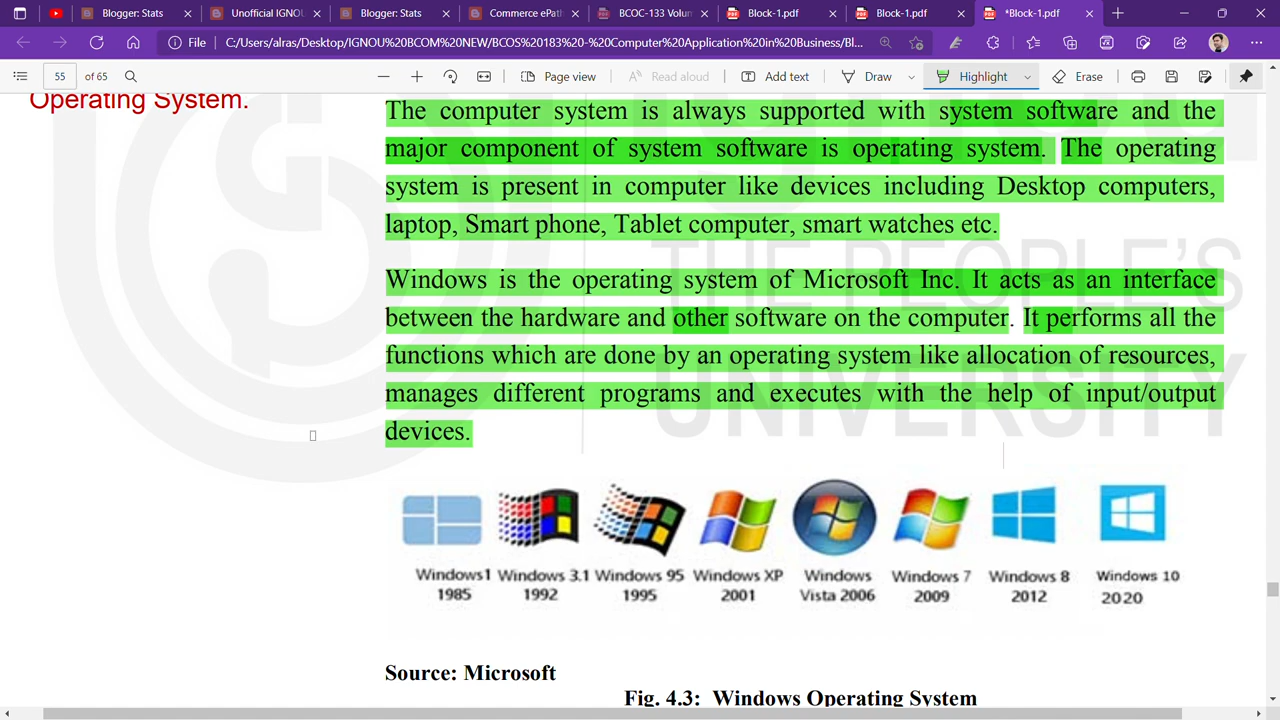 Blogger: Stats
Unofficial IGNOU
Blogger: Stats
Commerce ePath
BCOC-133 Volum
Block-1.pdf
Block-1.pdf
*Block-1.pdf
File
C:/Users/alras/Desktop/IGNOU%20BCOM%20NEW/BCOS%20183%20-%20Computer%20Application%20in%20Business/Bl...
55 of 65
Page view
Read aloud
Add text
Draw
Highlight
Erase
Operating System.
The computer system is always supported with system software and the
major component of system software is operating system. The operating
system is present in computer like devices including Desktop computers,
laptop, Smart phone, Tablet computer, smart watches etc.
Windows is the operating system of Microsoft Inc. It acts as an interface
between the hardware and other software on the computer. It performs all the
functions which are done by an operating system like allocation of resources,
manages different programs and executes with the help of input/output
devices.
THE PEOPLE'S
UNIVERSITY
Windows1 Windows 3.1 Windows 95 Windows XP Windows Windows 7 Windows 8 Windows 10
1985 1992 1995 2001 Vista 2006 2009 2012 2020
Source: Microsoft
Fig. 4.3: Windows Operating System